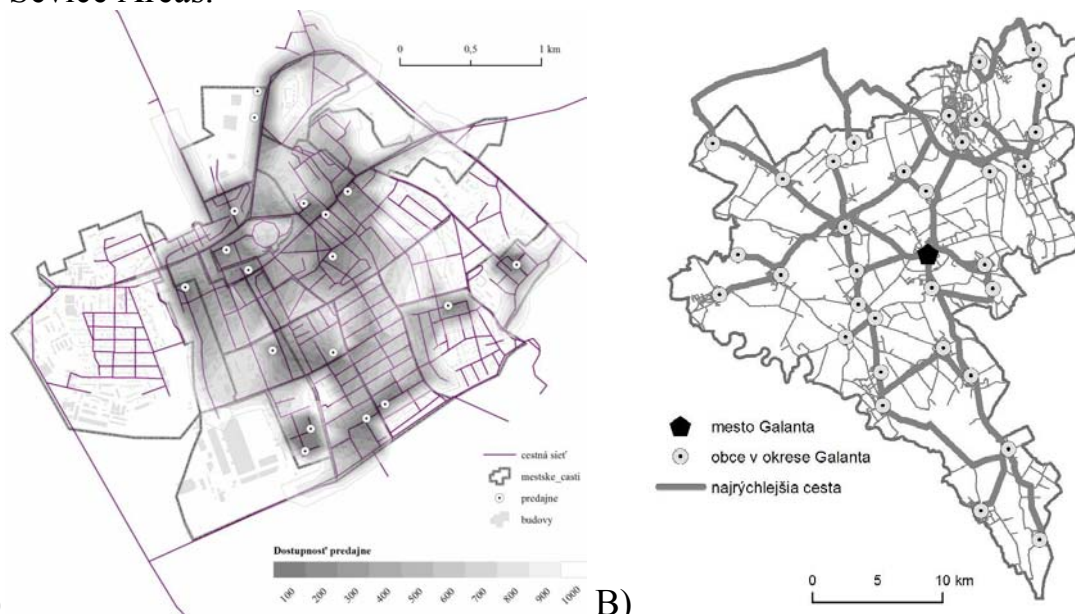 Sevice Areas.
0 0,5 1 km
cestná sieť
mestske_casti
predajne
budovy
Dostupnosť predajne
100 200 300 400 500 600 700 800 900 1000
B)
mesto Galanta
obce v okrese Galanta
najrýchlejšia cesta
0 5 10 km